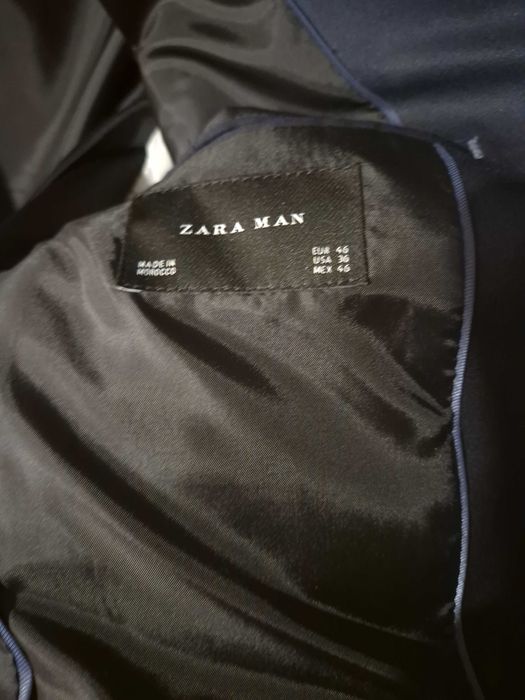 ZARA MAN
MADE IN
MOROCCO
EUR 46
USA 36
MEX 46